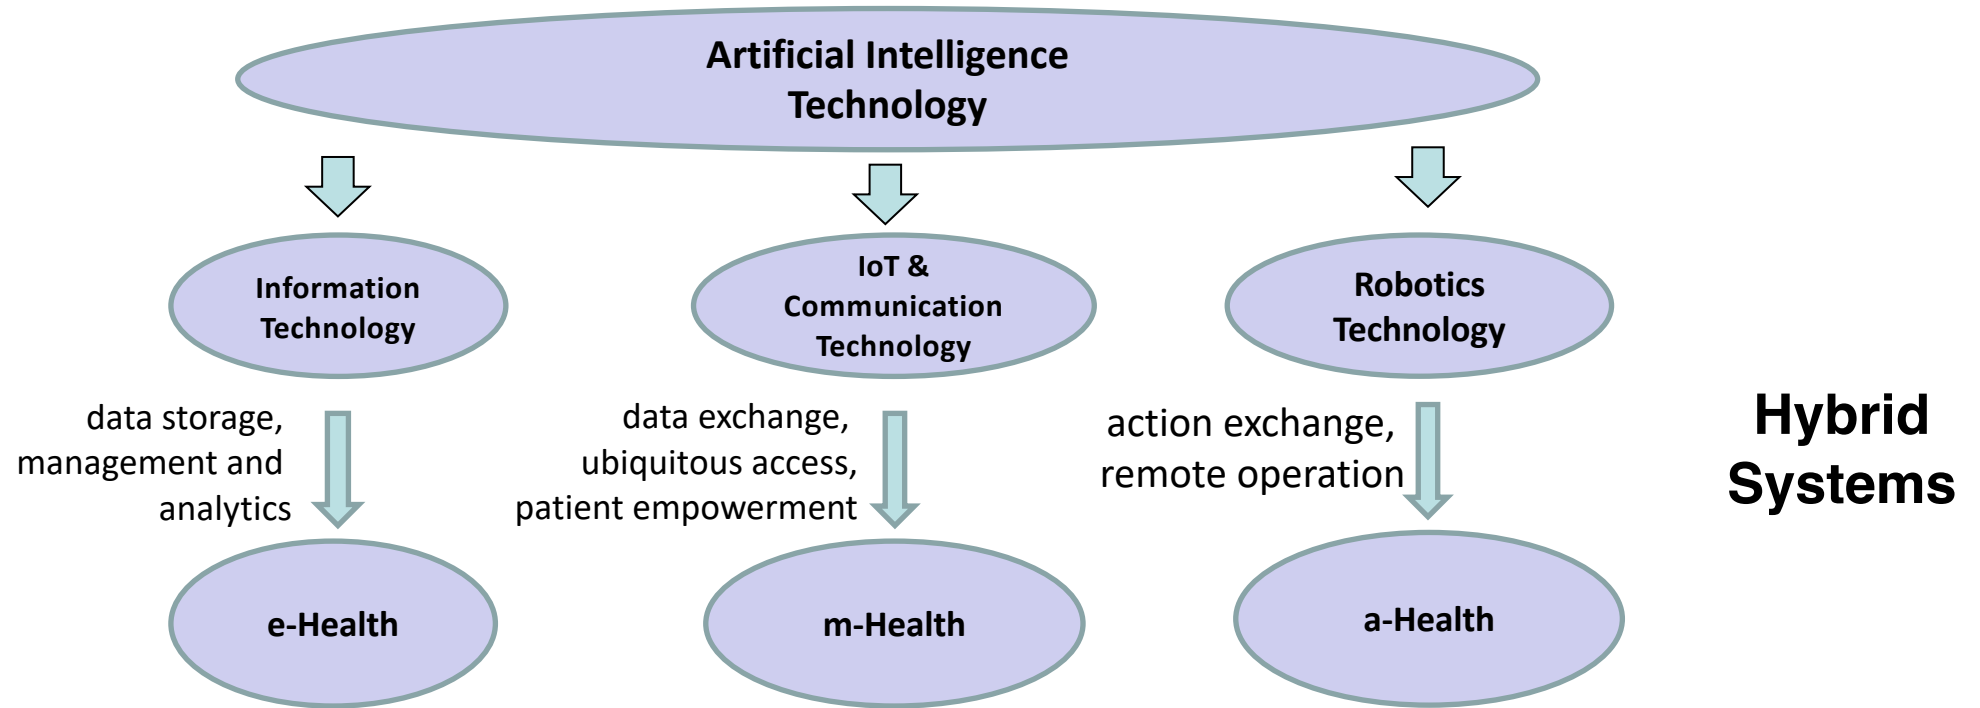 Artificial Intelligence
Technology
Information
Technology
IoT &
Communication
Technology
Robotics
Technology
data storage,
management and
analytics
data exchange,
ubiquitous access,
patient empowerment
action exchange,
remote operation
Hybrid
Systems
e-Health
m-Health
a-Health